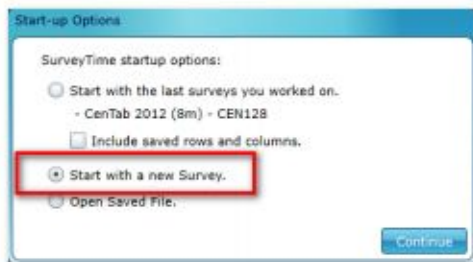 Start-up Options
SurveyTime startup options:
Start with the last surveys you worked on.
- CenTab 2012 (8m) - CEN128
Include saved rows and columns.
Start with a new Survey.
Open Saved File.
Continue